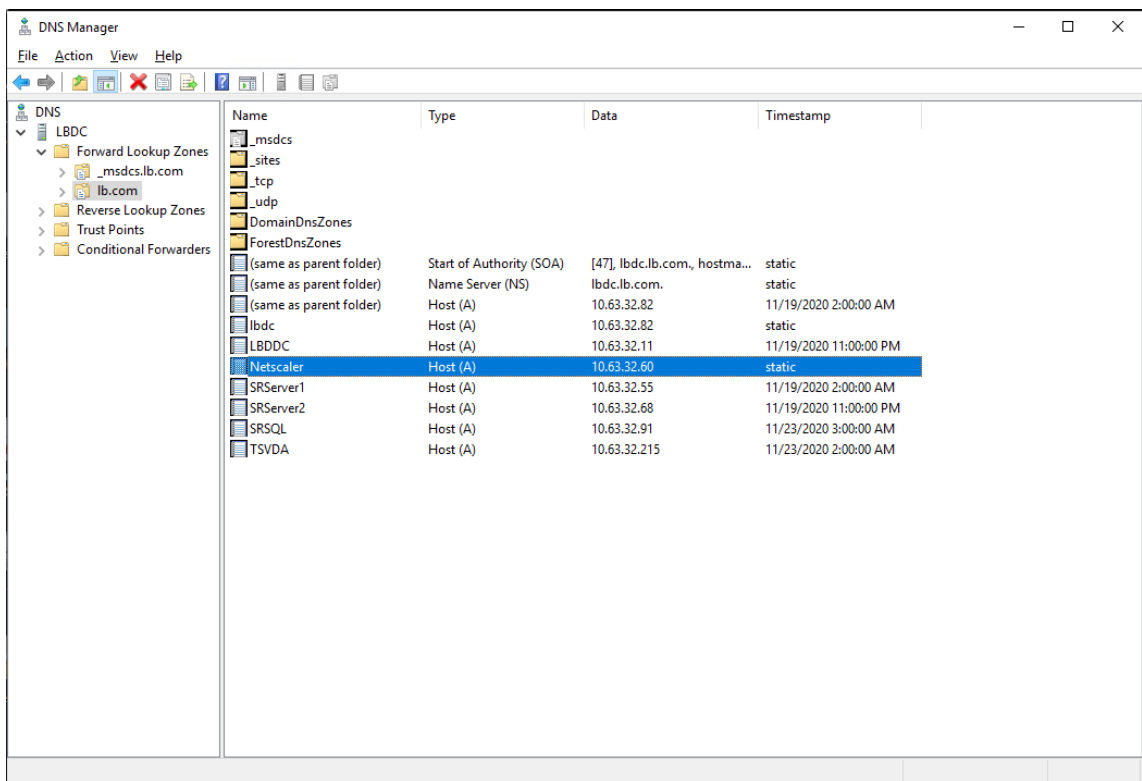 DNS Manager
File Action View Help
DNS
LBDC
Forward Lookup Zones
_msdcs.lb.com
lb.com
Reverse Lookup Zones
Trust Points
Conditional Forwarders
Name Type Data Timestamp
_msdcs
_sites
_tcp
_udp
DomainDnsZones
ForestDnsZones
(same as parent folder) Start of Authority (SOA) [47], lbdc.lb.com., hostma... static
(same as parent folder) Name Server (NS) lbdc.lb.com. static
(same as parent folder) Host (A) 10.63.32.82 11/19/2020 2:00:00 AM
lbdc Host (A) 10.63.32.82 static
LBDDC Host (A) 10.63.32.11 11/19/2020 11:00:00 PM
Netscaler Host (A) 10.63.32.60 static
SRServer1 Host (A) 10.63.32.55 11/19/2020 2:00:00 AM
SRServer2 Host (A) 10.63.32.68 11/19/2020 11:00:00 PM
SRSQL Host (A) 10.63.32.91 11/23/2020 3:00:00 AM
TSVDA Host (A) 10.63.32.215 11/23/2020 2:00:00 AM